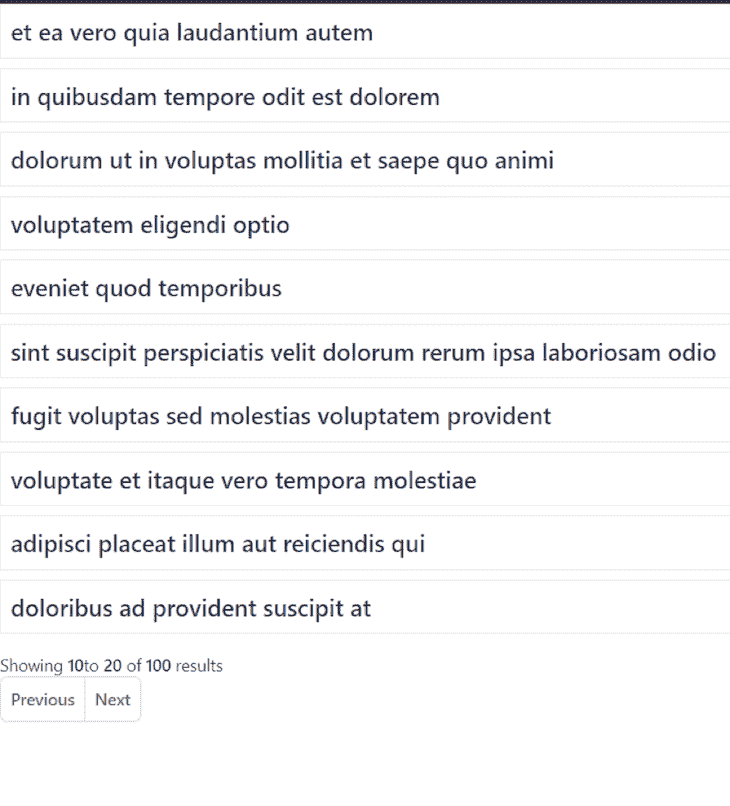 et ea vero quia laudantium autem
in quibusdam tempore odit est dolorem
dolorum ut in voluptas mollitia et saepe quo animi
voluptatem eligendi optio
eveniet quod temporibus
sint suscipit perspiciatis velit dolorum rerum ipsa laboriosam odio
fugit voluptas sed molestias voluptatem provident
voluptate et itaque vero tempora molestiae
adipisci placeat illum aut reiciendis qui
doloribus ad provident suscipit at
Showing 10to 20 of 100 results
Previous Next